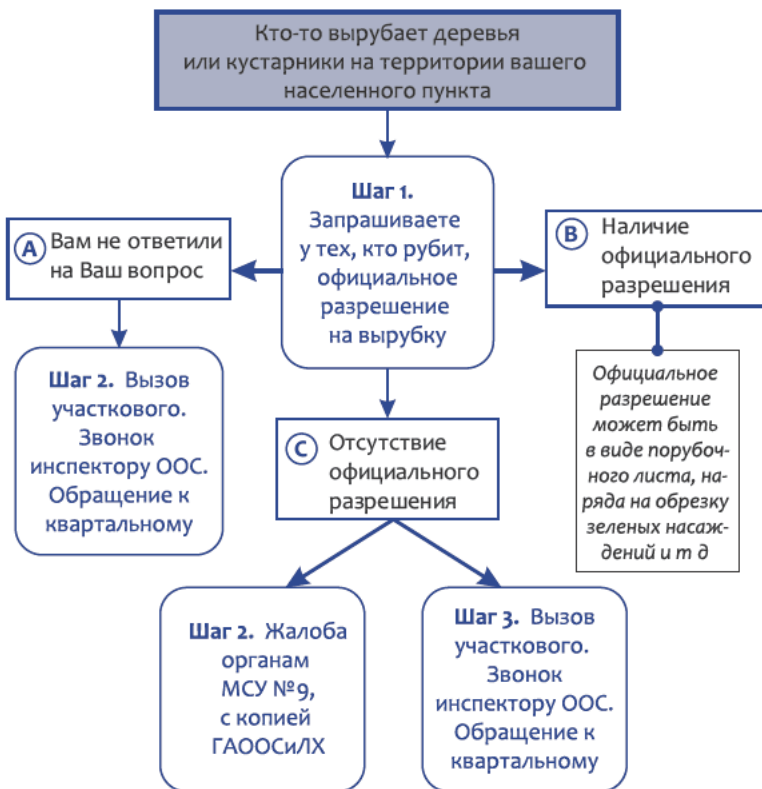 Кто-то вырубает деревья
или кустарники на территории вашего
населенного пункта
Шаг 1.
Запрашиваете
у тех, кто рубит,
официальное
разрешение
на вырубку
A Вам не ответили
на Ваш вопрос
B Наличие
официального
разрешения
Шаг 2. Вызов
участкового.
Звонок
инспектору ООС.
Обращение к
квартальному
Официальное
разрешение
может быть
в виде порубоч-
ного листа, на-
ряда на обрезку
зеленых насаж-
дений и т д
C Отсутствие
официального
разрешения
Шаг 2. Жалоба
органам
МСУ №9,
с копией
ГАООСиЛХ
Шаг 3. Вызов
участкового.
Звонок
инспектору ООС.
Обращение к
квартальному